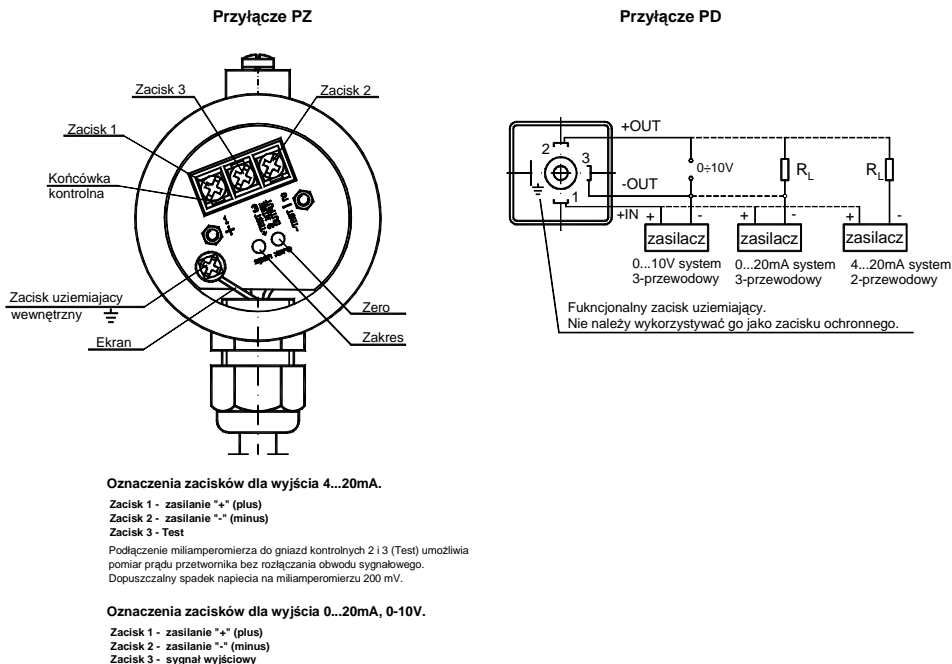 Przyłącze PZ
Przyłącze PD
Zacisk 3
Zacisk 2
Zacisk 1
Końcówka
kontrolna
Zacisk uziemiajacy
wewnętrzny
Ekran
Zero
Zakres
+OUT
2
3
1
0÷10V
R_L
R_L
-OUT
+IN
+ -
+ -
+ -
zasilacz
zasilacz
zasilacz
0...10V system
3-przewodowy
0...20mA system
3-przewodowy
4...20mA system
2-przewodowy
Fukncjonalny zacisk uziemiający.
Nie należy wykorzystywać go jako zacisku ochronnego.
Oznaczenia zacisków dla wyjścia 4...20mA.
Zacisk 1 - zasilanie "+" (plus)
Zacisk 2 - zasilanie "-" (minus)
Zacisk 3 - Test
Podłączenie miliamperomierza do gniazd kontrolnych 2 i 3 (Test) umożliwia
pomiar prądu przetwornika bez rozłączania obwodu sygnałowego.
Dopuszczalny spadek napiecia na miliamperomierzu 200 mV.
Oznaczenia zacisków dla wyjścia 0...20mA, 0-10V.
Zacisk 1 - zasilanie "+" (plus)
Zacisk 2 - zasilanie "-" (minus)
Zacisk 3 - sygnał wyjściowy